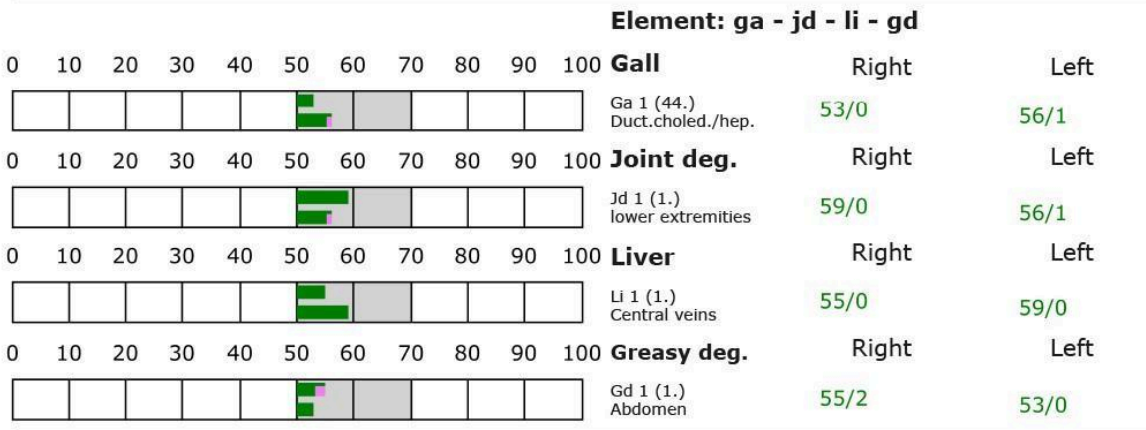 Element: ga - jd - li - gd
0 10 20 30 40 50 60 70 80 90 100 Gall Right Left
Ga 1 (44.) 53/0 56/1
Duct.choled./hep.
0 10 20 30 40 50 60 70 80 90 100 Joint deg. Right Left
Jd 1 (1.) 59/0 56/1
lower extremities
0 10 20 30 40 50 60 70 80 90 100 Liver Right Left
Li 1 (1.) 55/0 59/0
Central veins
0 10 20 30 40 50 60 70 80 90 100 Greasy deg. Right Left
Gd 1 (1.) 55/2 53/0
Abdomen